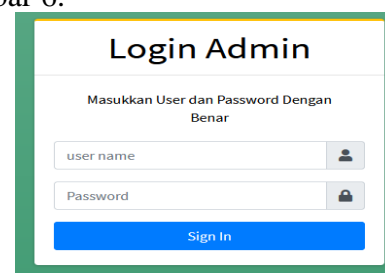 Login Admin
Masukkan User dan Password Dengan
Benar
user name
Password
Sign In